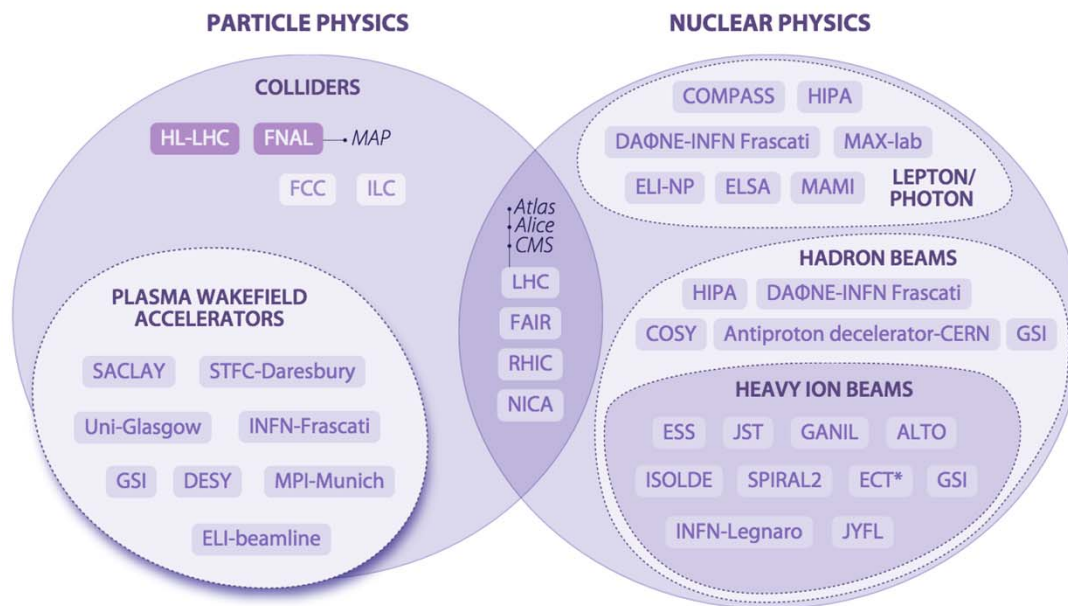 PARTICLE PHYSICS
COLLIDERS
HL-LHC
FNAL
MAP
FCC
ILC
PLASMA WAKEFIELD
ACCELERATORS
SACLAY
STFC-Daresbury
Uni-Glasgow
INFN-Frascati
GSI
DESY
MPI-Munich
ELI-beamline
Atlas
Alice
CMS
LHC
FAIR
RHIC
NICA
NUCLEAR PHYSICS
COMPASS
HIPA
DAΦNE-INFN Frascati
MAX-lab
ELI-NP
ELSA
MAMI
LEPTON/
PHOTON
HADRON BEAMS
HIPA
DAΦNE-INFN Frascati
COSY
Antiproton decelerator-CERN
GSI
HEAVY ION BEAMS
ESS
JST
GANIL
ALTO
ISOLDE
SPIRAL2
ECT*
GSI
INFN-Legnaro
JYFL